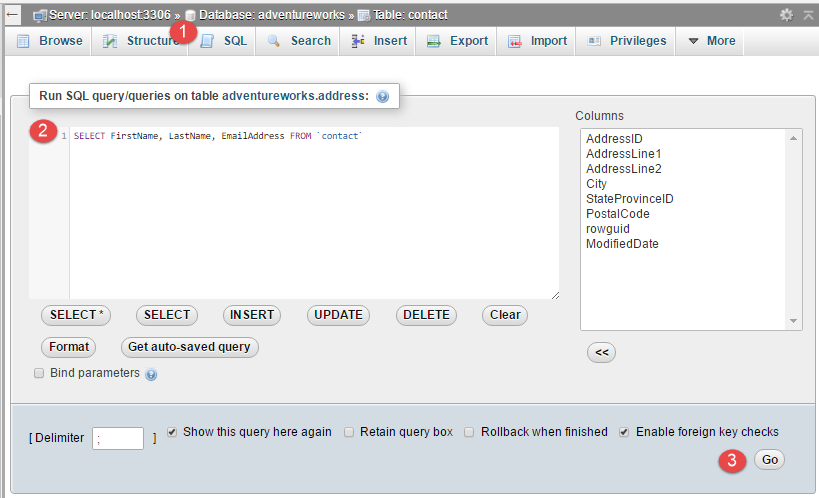 Server: localhost:3306 » Database: adventureworks » Table: contact
1
Browse Structure SQL Search Insert Export Import Privileges More
Run SQL query/queries on table adventureworks.address:
2
1 SELECT FirstName, LastName, EmailAddress FROM `contact`
Columns
AddressID
AddressLine1
AddressLine2
City
StateProvinceID
PostalCode
rowguid
ModifiedDate
SELECT * SELECT INSERT UPDATE DELETE Clear
Format Get auto-saved query
<<
Bind parameters
[ Delimiter ; ] Show this query here again Retain query box Rollback when finished Enable foreign key checks
3 Go